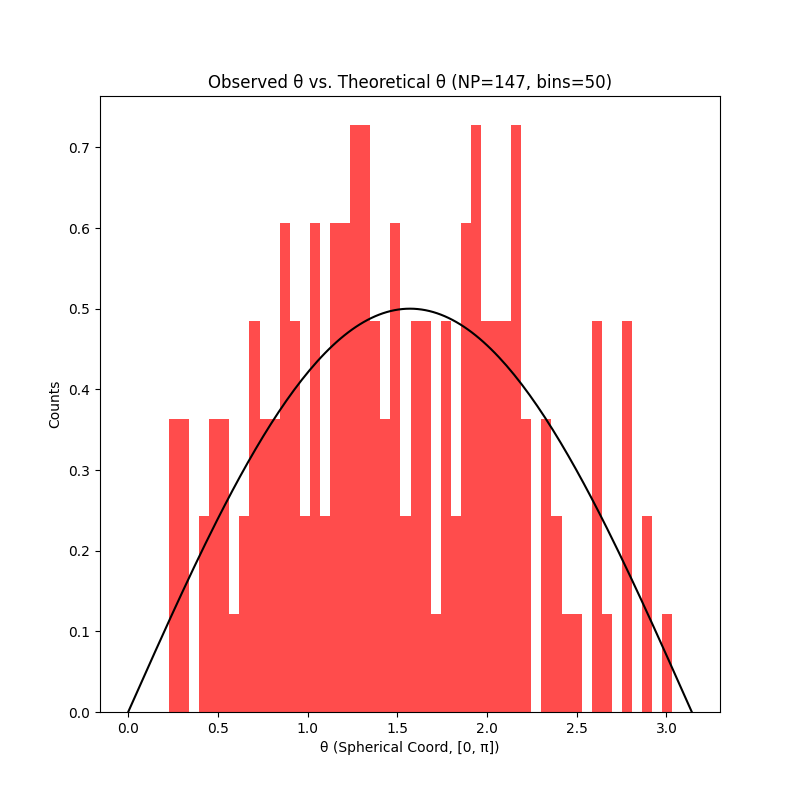 Observed θ vs. Theoretical θ (NP=147, bins=50)
0.7
0.6
0.5
0.4
0.3
0.2
0.1
0.0
Counts
0.0 0.5 1.0 1.5 2.0 2.5 3.0
θ (Spherical Coord, [0, π])